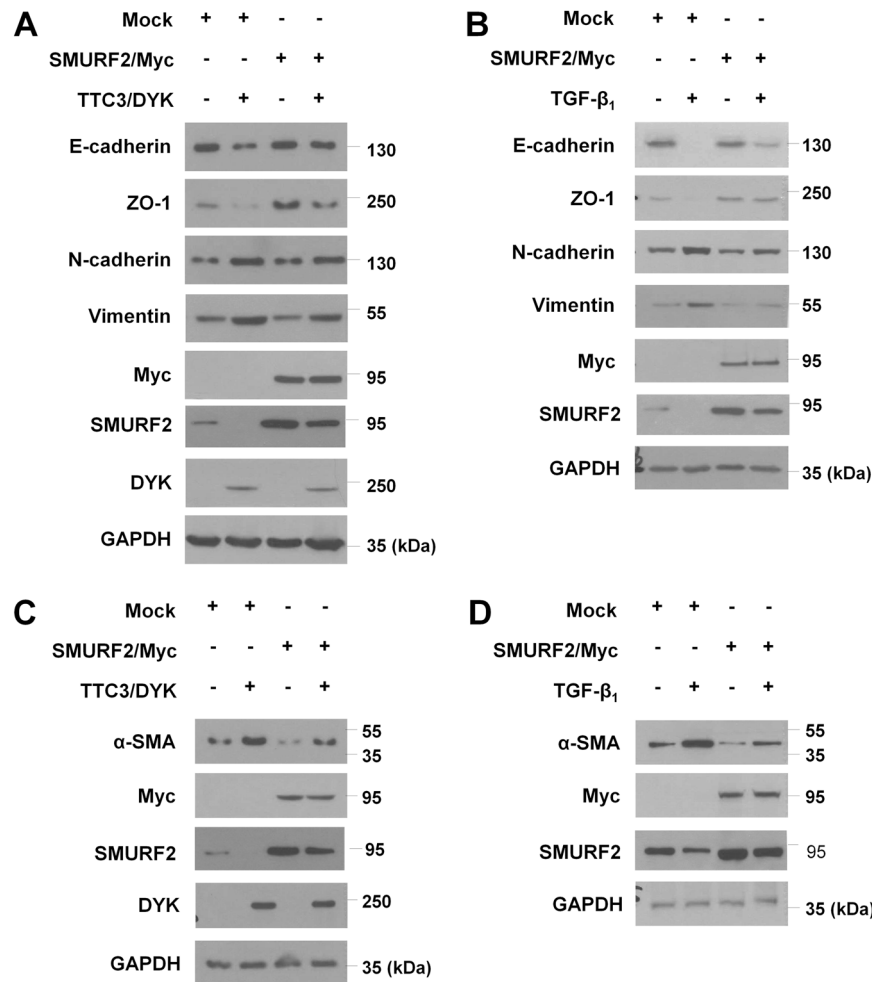 A
Mock + + - -
SMURF2/Myc - - + +
TTC3/DYK - + - +
E-cadherin 130
ZO-1 250
N-cadherin 130
Vimentin 55
Myc 95
SMURF2 95
DYK 250
GAPDH 35 (kDa)
B
Mock + + - -
SMURF2/Myc - - + +
TGF-β₁ - + - +
E-cadherin 130
ZO-1 250
N-cadherin 130
Vimentin 55
Myc 95
SMURF2 95
GAPDH 35 (kDa)
C
Mock + + - -
SMURF2/Myc - - + +
TTC3/DYK - + - +
α-SMA 55
35
Myc 95
SMURF2 95
DYK 250
GAPDH 35 (kDa)
D
Mock + + - -
SMURF2/Myc - - + +
TGF-β₁ - + - +
α-SMA 55
35
Myc 95
SMURF2 95
GAPDH 35 (kDa)